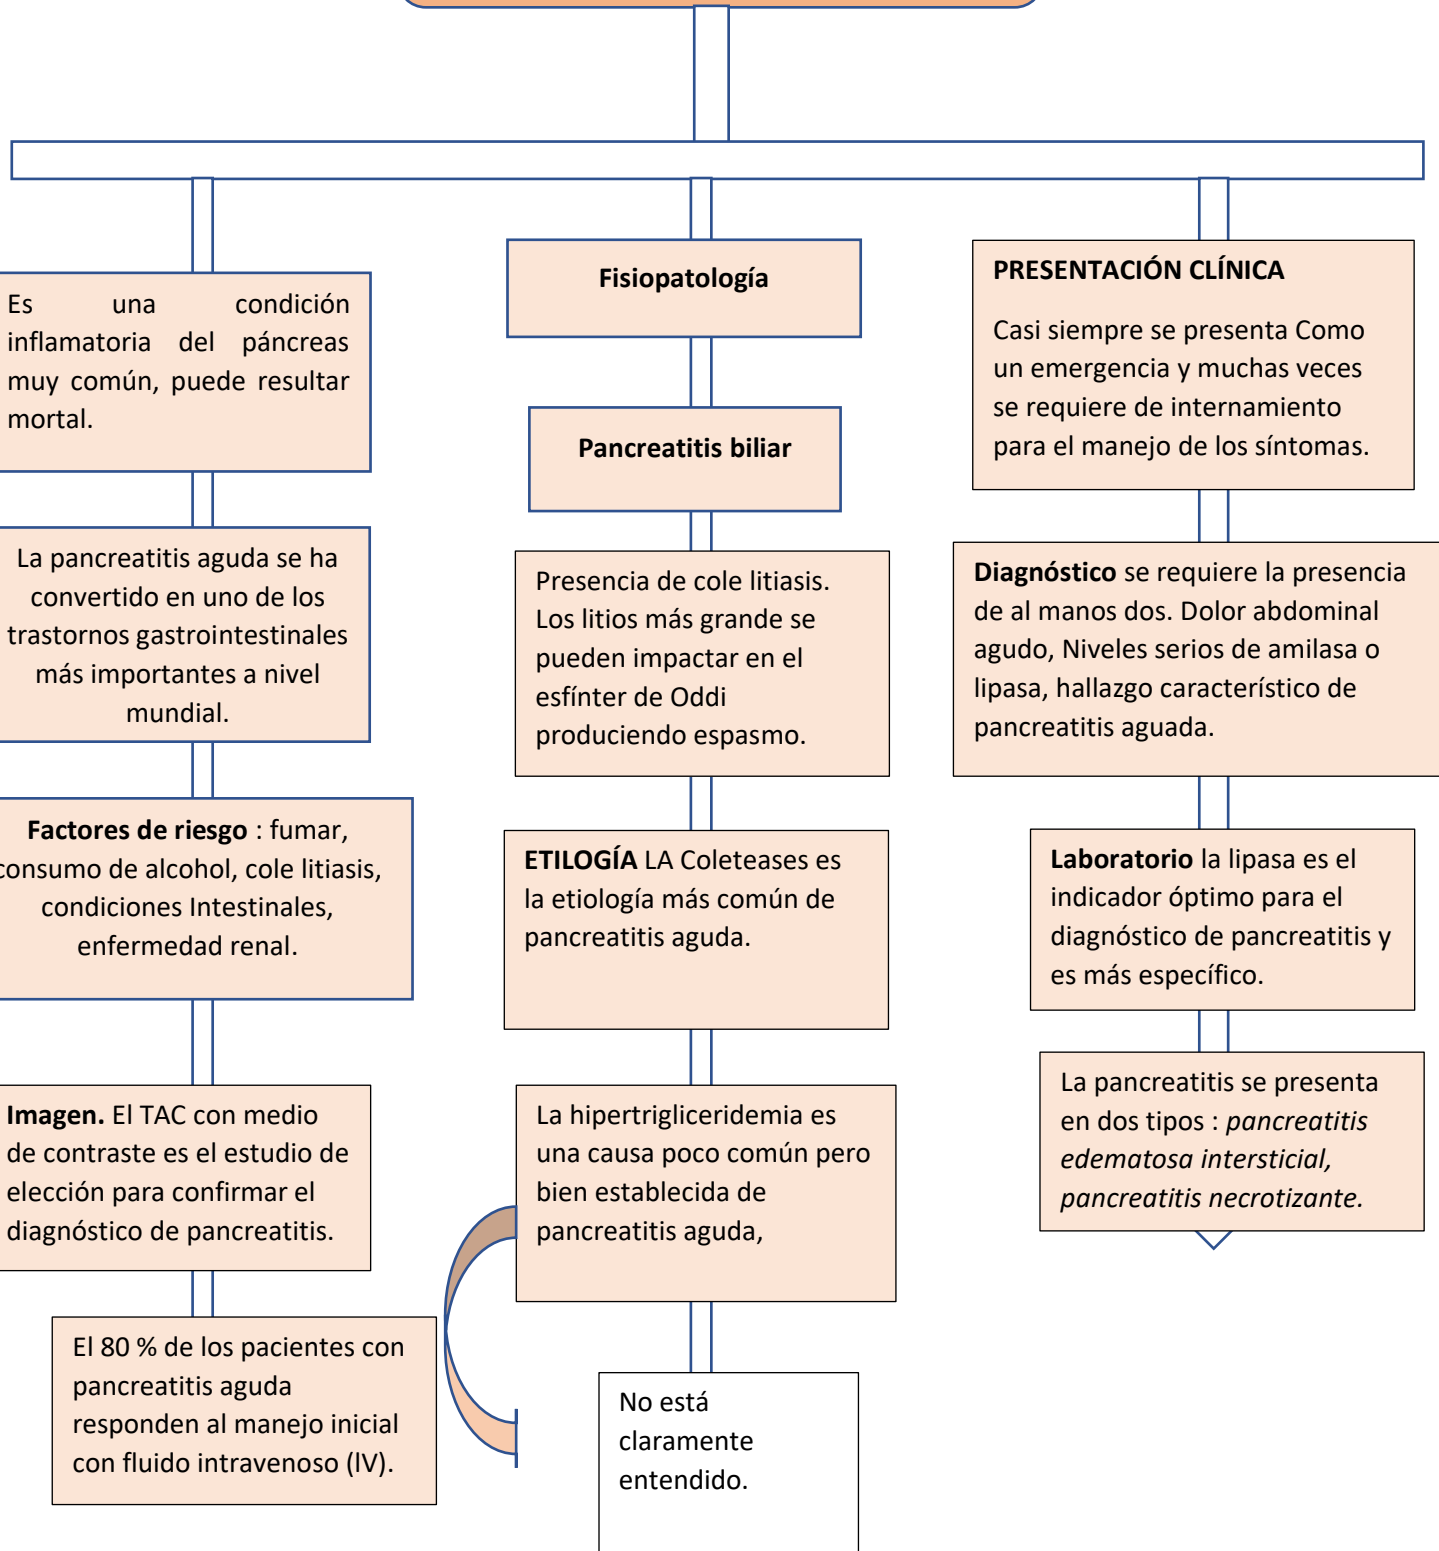 Es una condición
inflamatoria del páncreas
muy común, puede resultar
mortal.
La pancreatitis aguda se ha
convertido en uno de los
trastornos gastrointestinales
más importantes a nivel
mundial.
Factores de riesgo : fumar,
consumo de alcohol, cole litiasis,
condiciones Intestinales,
enfermedad renal.
Imagen. El TAC con medio
de contraste es el estudio de
elección para confirmar el
diagnóstico de pancreatitis.
El 80 % de los pacientes con
pancreatitis aguda
responden al manejo inicial
con fluido intravenoso (lV).
Fisiopatología
Pancreatitis biliar
Presencia de cole litiasis.
Los litios más grande se
pueden impactar en el
esfínter de Oddi
produciendo espasmo.
ETILOGÍA LA Coleteases es
la etiología más común de
pancreatitis aguda.
La hipertrigliceridemia es
una causa poco común pero
bien establecida de
pancreatitis aguda,
No está
claramente
entendido.
PRESENTACIÓN CLÍNICA
Casi siempre se presenta Como
un emergencia y muchas veces
se requiere de internamiento
para el manejo de los síntomas.
Diagnóstico se requiere la presencia
de al manos dos. Dolor abdominal
agudo, Niveles serios de amilasa o
lipasa, hallazgo característico de
pancreatitis aguada.
Laboratorio la lipasa es el
indicador óptimo para el
diagnóstico de pancreatitis y
es más específico.
La pancreatitis se presenta
en dos tipos : pancreatitis
edematosa intersticial,
pancreatitis necrotizante.